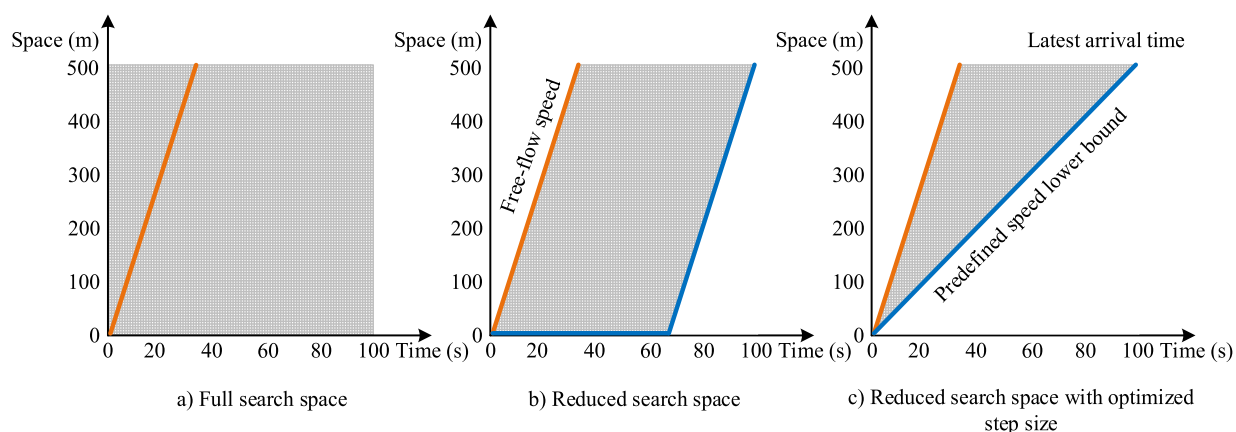 Space (m)
500
400
300
200
100
0
0 20 40 60 80 100 Time (s)
a) Full search space
Space (m)
500
400
300
200
100
0
Free-flow speed
0 20 40 60 80 100 Time (s)
b) Reduced search space
Space (m)
Latest arrival time
500
400
300
200
100
0
Predefined speed lower bound
0 20 40 60 80 100 Time (s)
c) Reduced search space with optimized
step size